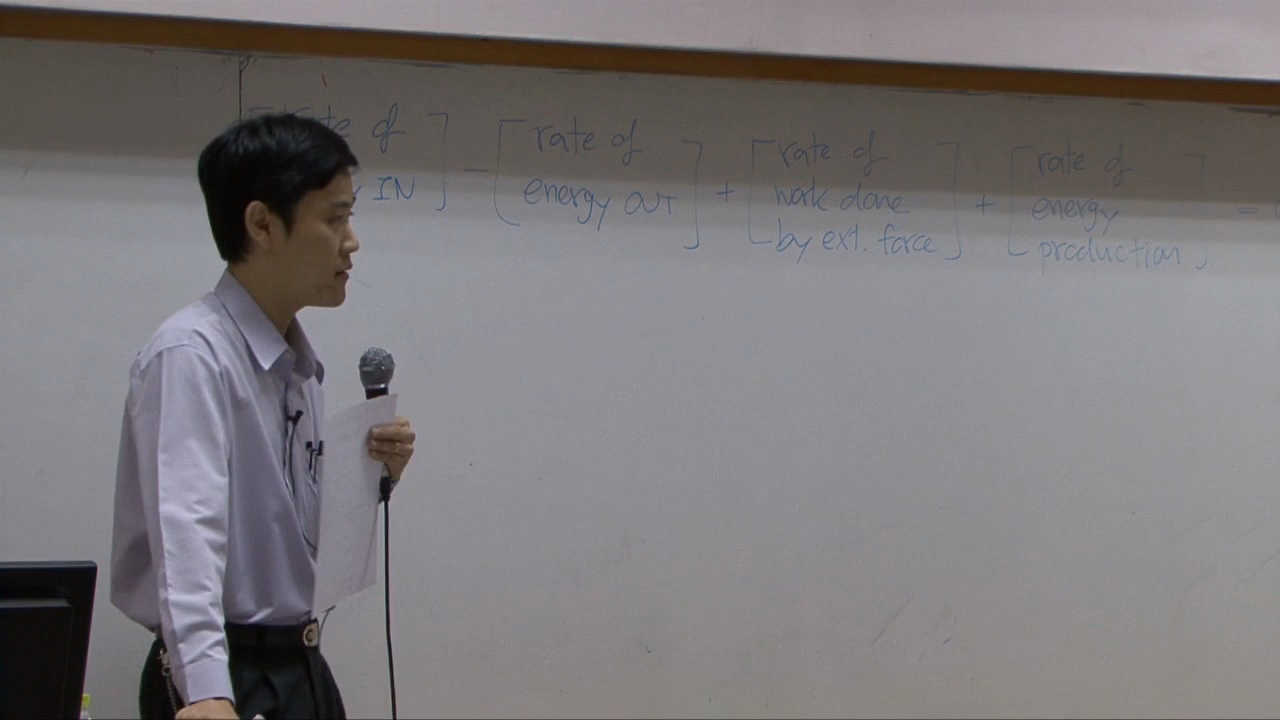 rate of
IN
-
rate of
energy OUT
+
rate of
work done
by ext. force
+
rate of
energy
production
=